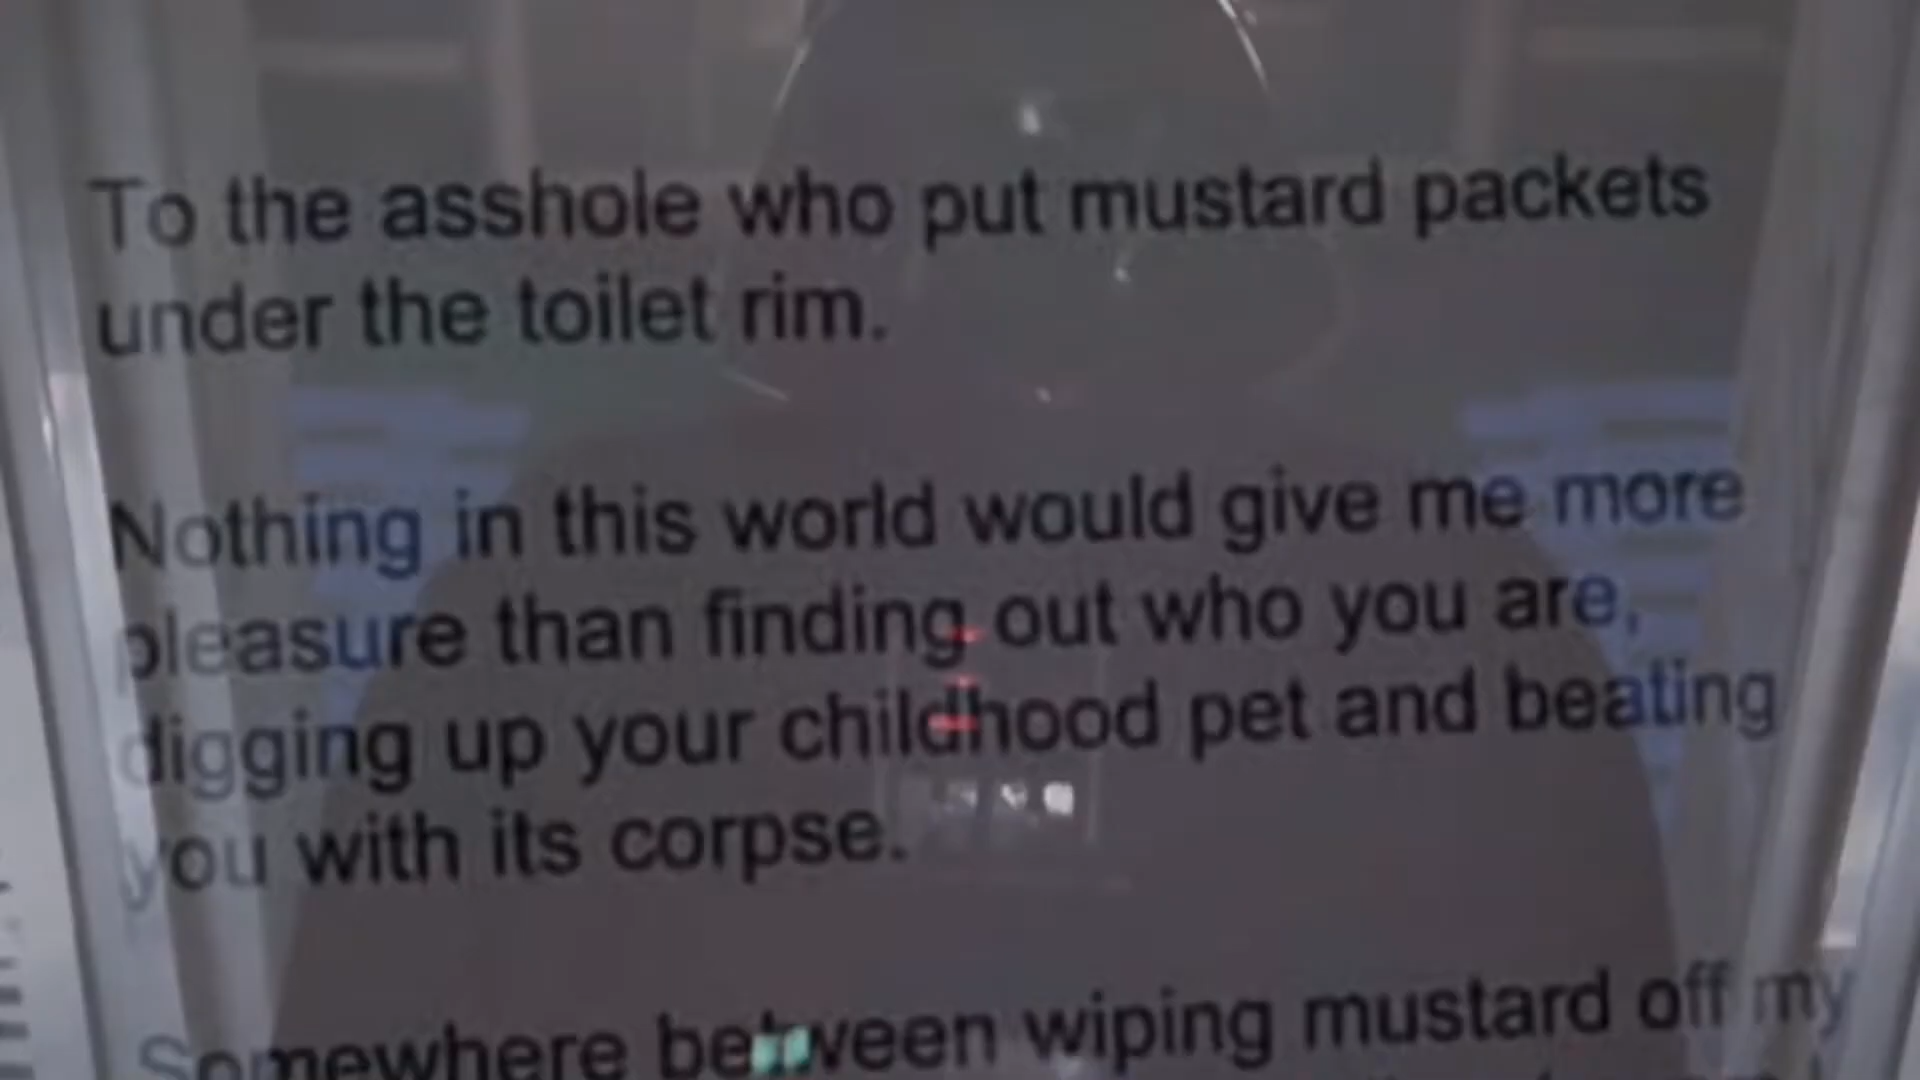 To the asshole who put mustard packets
under the toilet rim.
Nothing in this world would give me more
pleasure than finding out who you are,
digging up your childhood pet and beating
you with its corpse.
Somewhere between wiping mustard off my